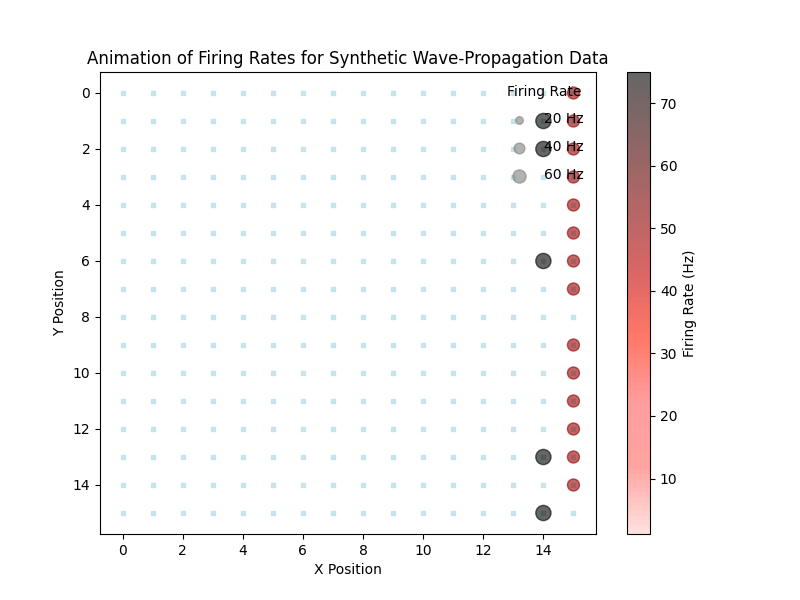 Animation of Firing Rates for Synthetic Wave-Propagation Data
Firing Rate
20 Hz
40 Hz
60 Hz
0
2
4
6
8
10
12
14
Y Position
0
2
4
6
8
10
12
14
X Position
70
60
50
40
30
20
10
Firing Rate (Hz)